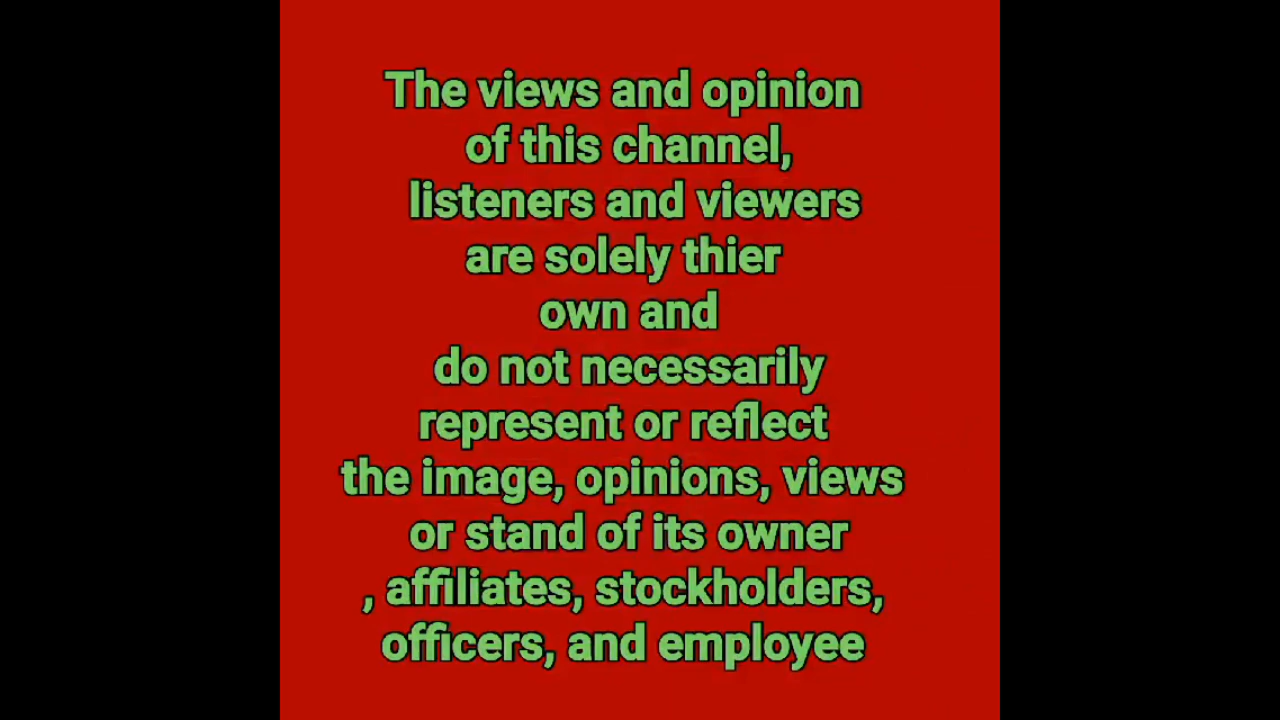 The views and opinion
of this channel,
listeners and viewers
are solely thier
own and
do not necessarily
represent or reflect
the image, opinions, views
or stand of its owner
, affiliates, stockholders,
officers, and employee